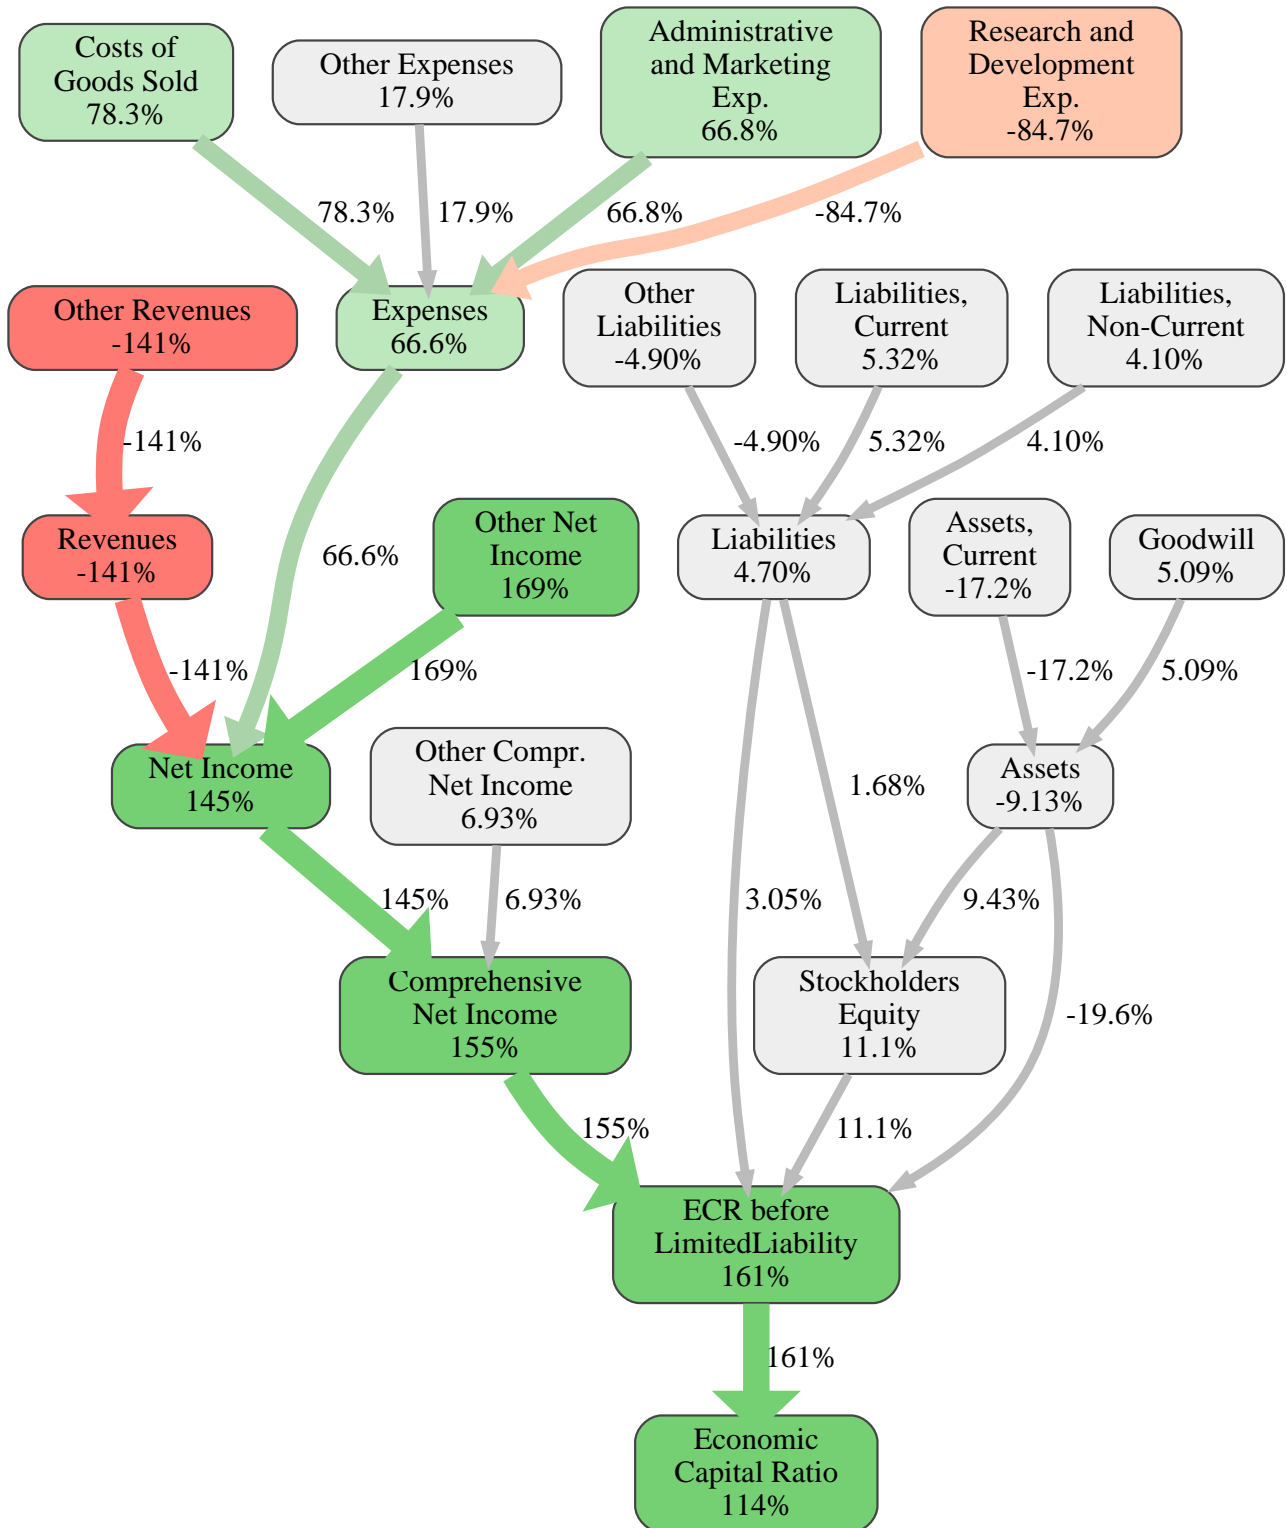 Costs of
Goods Sold
78.3%
Other Expenses
17.9%
Administrative
and Marketing
Exp.
66.8%
Research and
Development
Exp.
-84.7%
78.3%
17.9%
66.8%
-84.7%
Other Revenues
-141%
Expenses
66.6%
Other
Liabilities
-4.90%
Liabilities,
Current
5.32%
Liabilities,
Non-Current
4.10%
-141%
-4.90%
5.32%
4.10%
Revenues
-141%
66.6%
Other Net
Income
169%
Liabilities
4.70%
Assets,
Current
-17.2%
Goodwill
5.09%
-141%
169%
-17.2%
5.09%
Net Income
145%
Other Compr.
Net Income
6.93%
1.68%
Assets
-9.13%
145%
6.93%
3.05%
9.43%
Comprehensive
Net Income
155%
Stockholders
Equity
11.1%
-19.6%
155%
11.1%
ECR before
LimitedLiability
161%
161%
Economic
Capital Ratio
114%